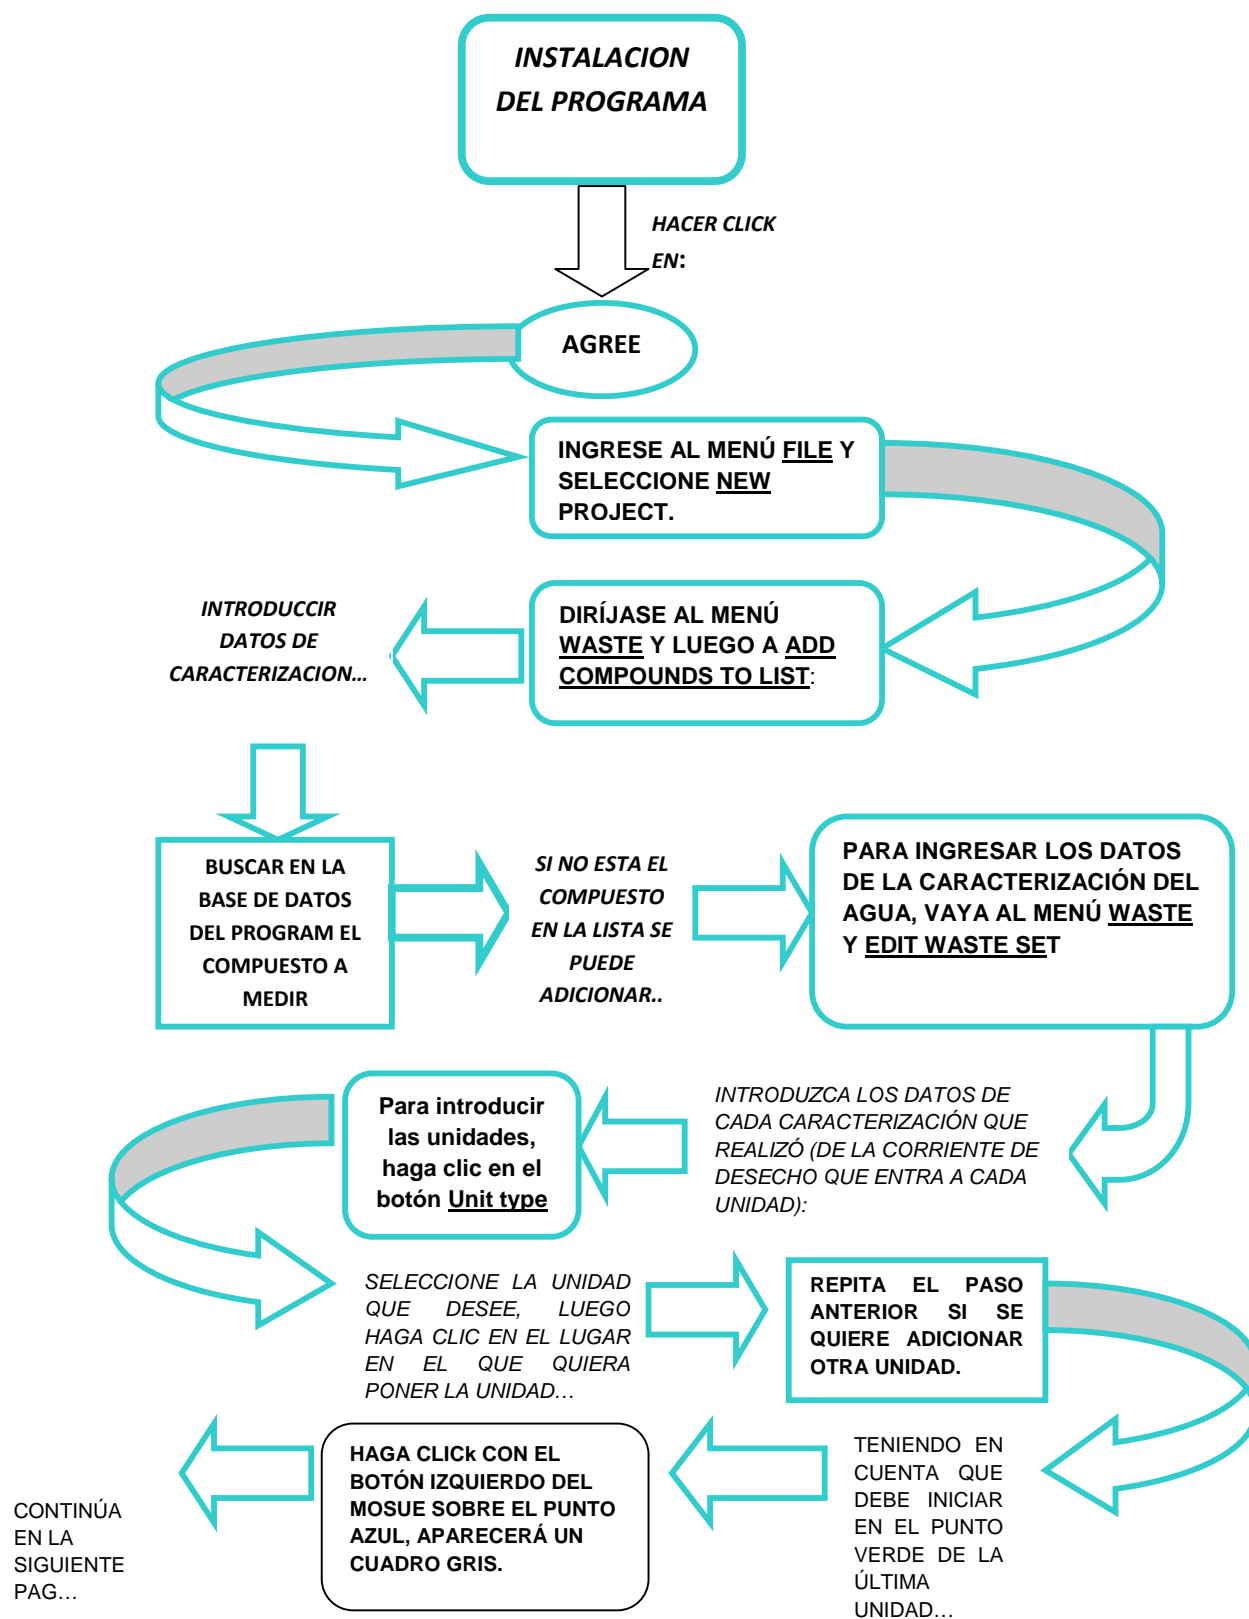 INSTALACION
DEL PROGRAMA
HACER CLICK
EN:
AGREE
INGRESE AL MENÚ FILE Y
SELECCIONE NEW
PROJECT.
DIRÍJASE AL MENÚ
WASTE Y LUEGO A ADD
COMPOUNDS TO LIST:
INTRODUCCIR
DATOS DE
CARACTERIZACION...
BUSCAR EN LA
BASE DE DATOS
DEL PROGRAM EL
COMPUESTO A
MEDIR
SI NO ESTA EL
COMPUESTO
EN LA LISTA SE
PUEDE
ADICIONAR..
PARA INGRESAR LOS DATOS
DE LA CARACTERIZACIÓN DEL
AGUA, VAYA AL MENÚ WASTE
Y EDIT WASTE SET
INTRODUZCA LOS DATOS DE
CADA CARACTERIZACIÓN QUE
REALIZÓ (DE LA CORRIENTE DE
DESECHO QUE ENTRA A CADA
UNIDAD):
Para introducir
las unidades,
haga clic en el
botón Unit type
SELECCIONE LA UNIDAD
QUE DESEE, LUEGO
HAGA CLIC EN EL LUGAR
EN EL QUE QUIERA
PONER LA UNIDAD...
REPITA EL PASO
ANTERIOR SI SE
QUIERE ADICIONAR
OTRA UNIDAD.
TENIENDO EN
CUENTA QUE
DEBE INICIAR
EN EL PUNTO
VERDE DE LA
ÚLTIMA
UNIDAD...
HAGA CLICk CON EL
BOTÓN IZQUIERDO DEL
MOSUE SOBRE EL PUNTO
AZUL, APARECERÁ UN
CUADRO GRIS.
CONTINÚA
EN LA
SIGUIENTE
PAG...